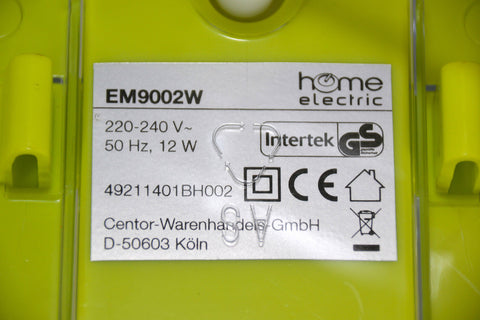 EM9002W
home
electric
220-240 V~
50 Hz, 12 W
Intertek GS
49211401BH002
CE
Centor-Warenhandels-GmbH
D-50603 Köln